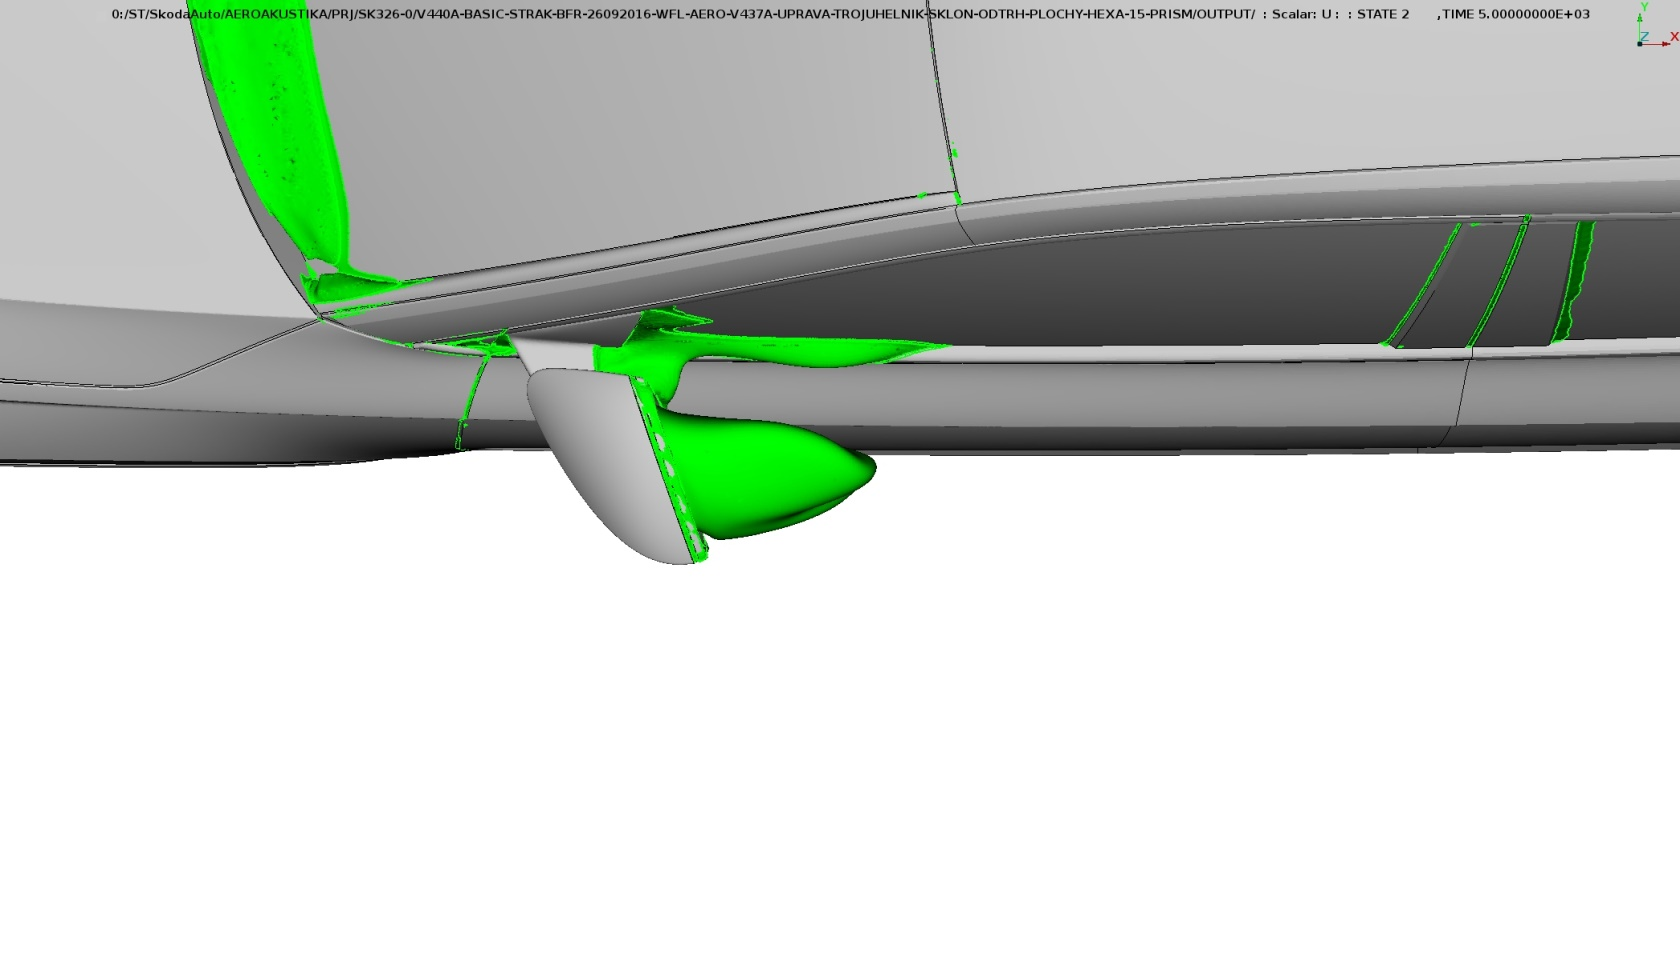 0:/ST/SkodaAuto/AEROAKUSTIKA/PRJ/SK326-0/V440A-BASIC-STRAK-BFR-26092016-WFL-AERO-V437A-UPRAVA-TROJUHELNIK-SKLON-ODTRH-PLOCHY-HEXA-15-PRISM/OUTPUT/ : Scalar: U : : STATE 2 ,TIME 5.00000000E+03
Y
Z X